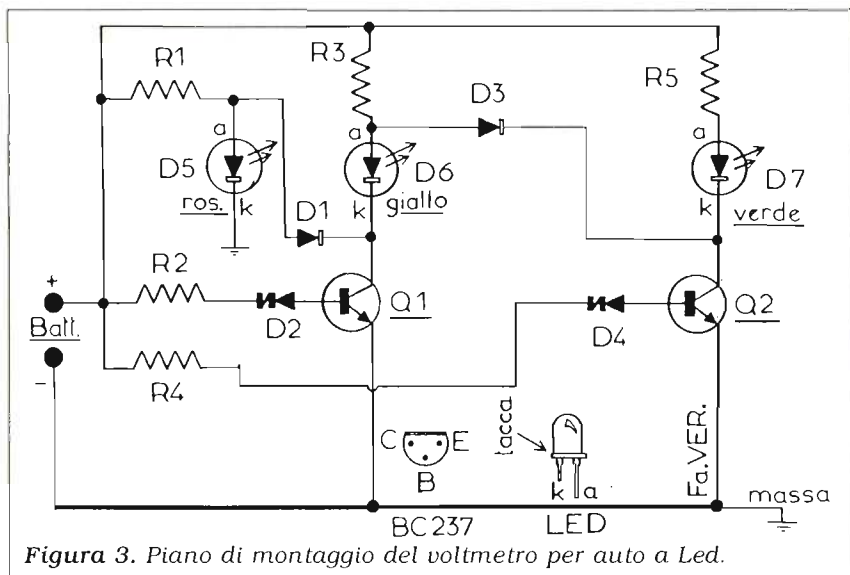 R1
R3
R5
D3
a
a
a
D5
D6
D7
ros.
k
k
giallo
k
verde
D1
R2
+
Q1
Q2
Batt.
D2
D4
-
R4
tacca
C E
B
k a
Fa.VER.
massa
BC237
LED
Figura 3. Piano di montaggio del voltmetro per auto a Led.